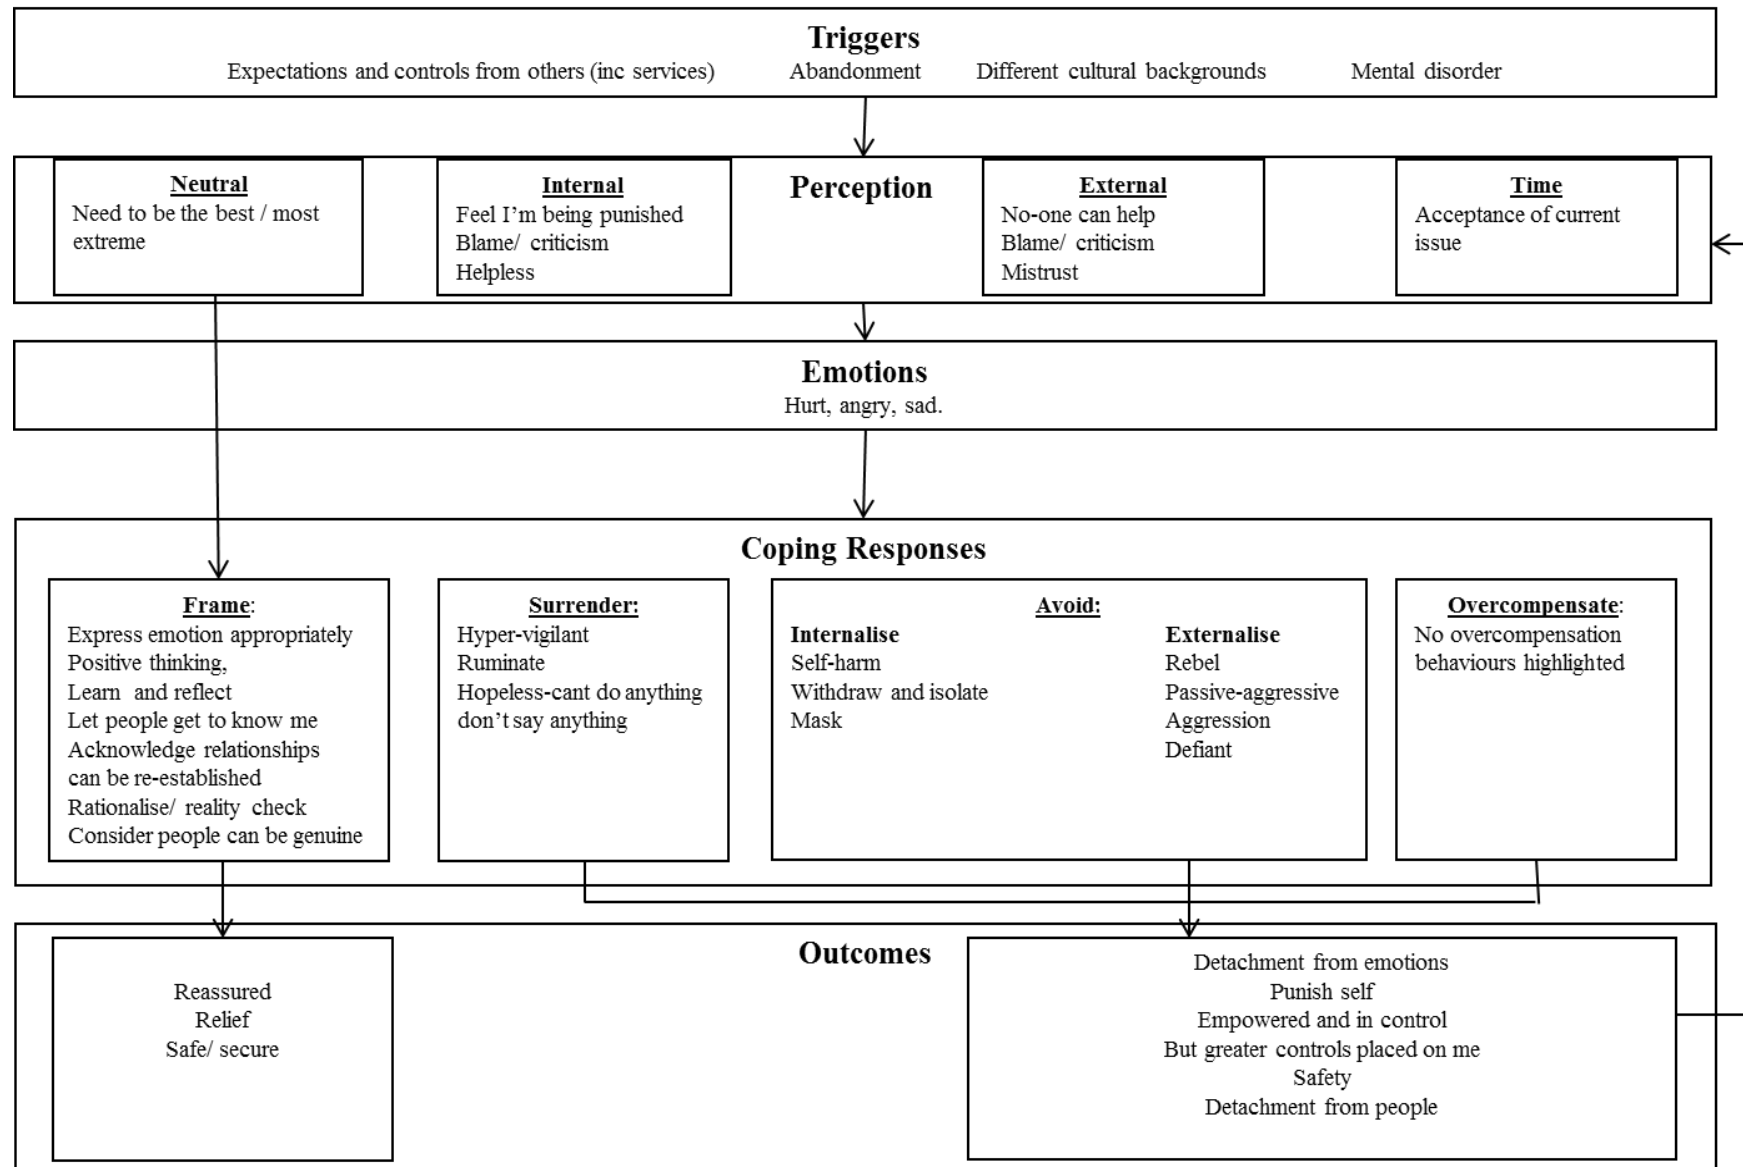 Triggers
Expectations and controls from others (inc services) Abandonment Different cultural backgrounds Mental disorder
Perception
Neutral
Need to be the best / most
extreme
Internal
Feel I'm being punished
Blame/ criticism
Helpless
External
No-one can help
Blame/ criticism
Mistrust
Time
Acceptance of current
issue
Emotions
Hurt, angry, sad.
Coping Responses
Frame:
Express emotion appropriately
Positive thinking,
Learn and reflect
Let people get to know me
Acknowledge relationships
can be re-established
Rationalise/ reality check
Consider people can be genuine
Surrender:
Hyper-vigilant
Ruminate
Hopeless-cant do anything
don't say anything
Avoid:
Internalise
Self-harm
Withdraw and isolate
Mask
Externalise
Rebel
Passive-aggressive
Aggression
Defiant
Overcompensate:
No overcompensation
behaviours highlighted
Outcomes
Reassured
Relief
Safe/ secure
Detachment from emotions
Punish self
Empowered and in control
But greater controls placed on me
Safety
Detachment from people